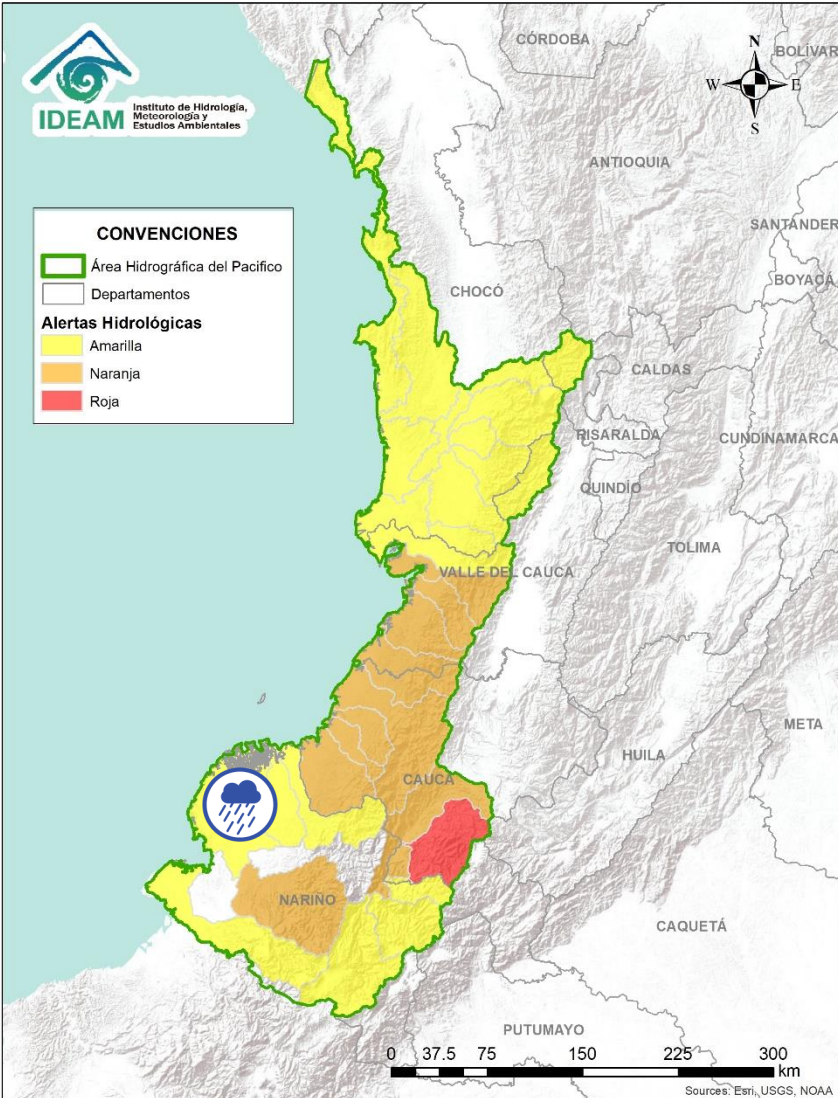 IDEAM
Instituto de Hidrología,
Meteorología y
Estudios Ambientales
CÓRDOBA
BOLÍVAR
N
W
E
S
ANTIOQUIA
SANTANDER
BOYACÁ
CONVENCIONES
Área Hidrográfica del Pacifico
Departamentos
Alertas Hidrológicas
Amarilla
Naranja
Roja
CHOCÓ
CALDAS
RISARALDA
CUNDINAMARCA
QUINDÍO
TOLIMA
VALLE DEL CAUCA
META
HUILA
CAUCA
NARIÑO
CAQUETÁ
PUTUMAYO
0 37.5 75 150 225 300
km
Sources: Esri, USGS, NOAA